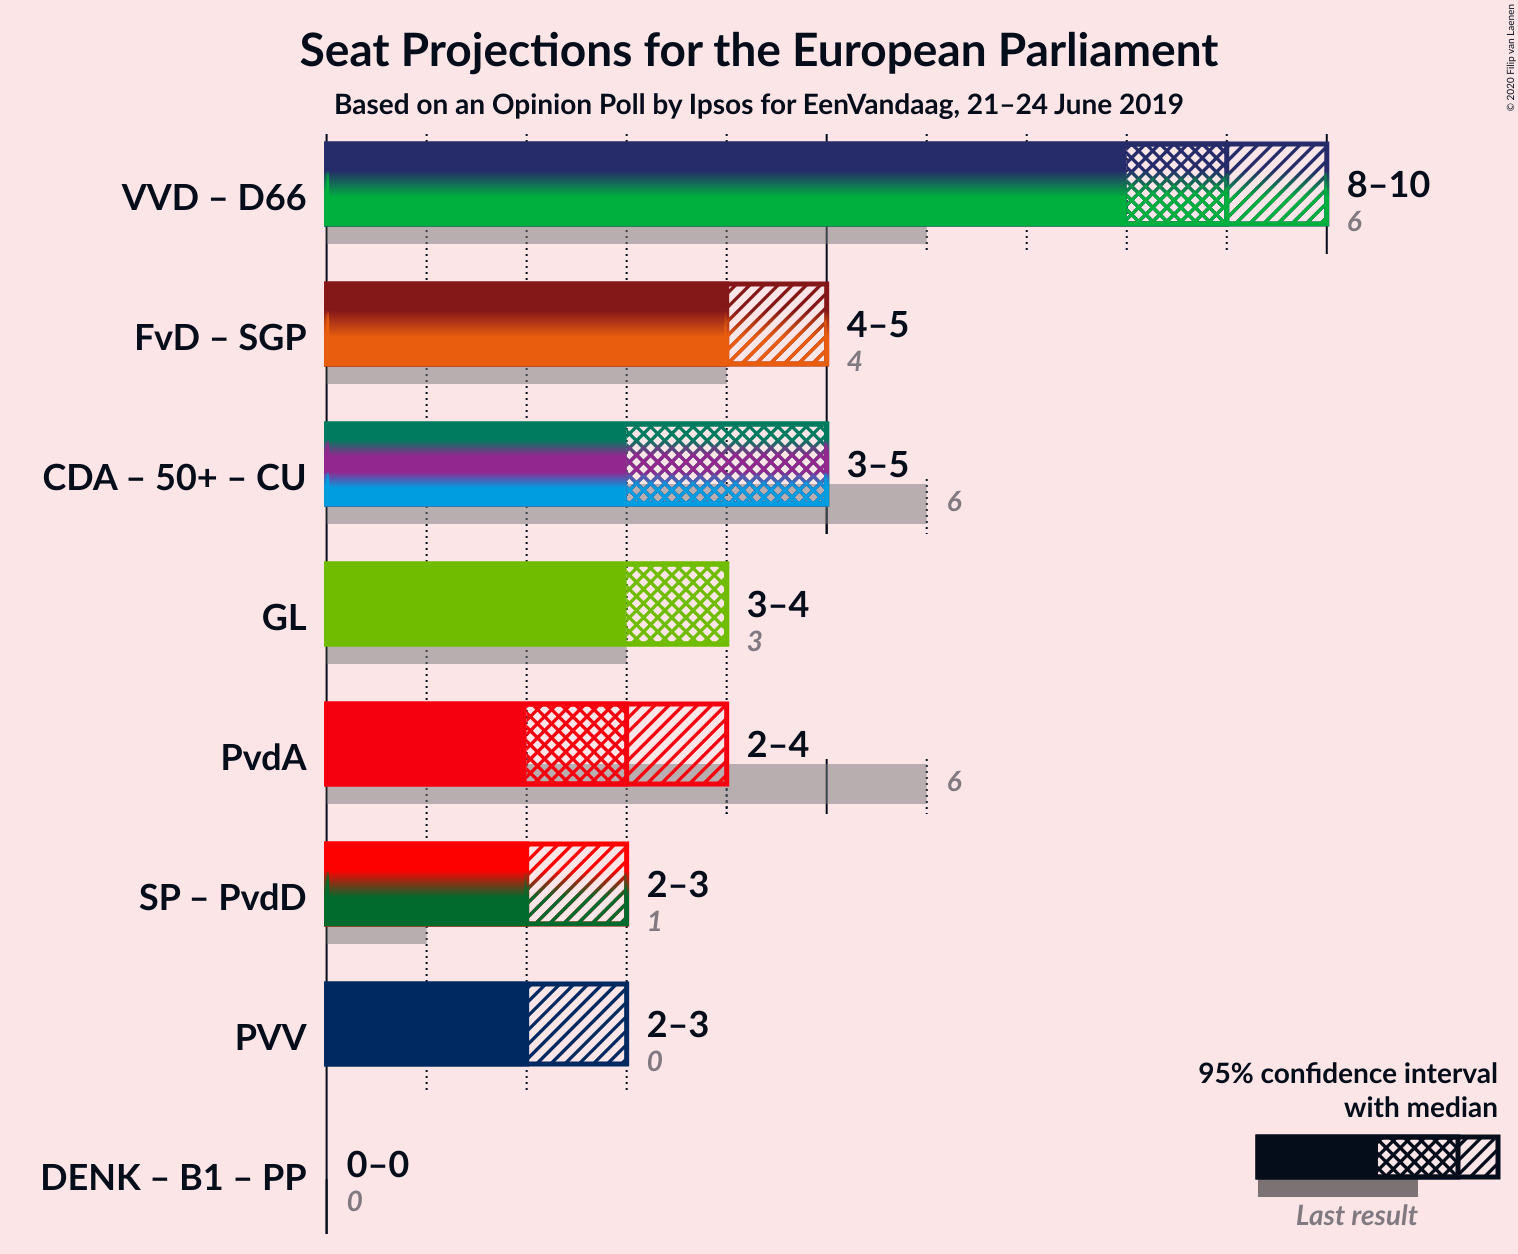 Seat Projections for the European Parliament
Based on an Opinion Poll by Ipsos for EenVandaag, 21–24 June 2019
© 2020 Filip van Laenen
VVD – D66
8–10
6
FvD – SGP
4–5
4
CDA – 50+ – CU
3–5
6
GL
3–4
3
PvdA
2–4
6
SP – PvdD
2–3
1
PVV
2–3
0
DENK – B1 – PP
0–0
0
95% confidence interval
with median
Last result